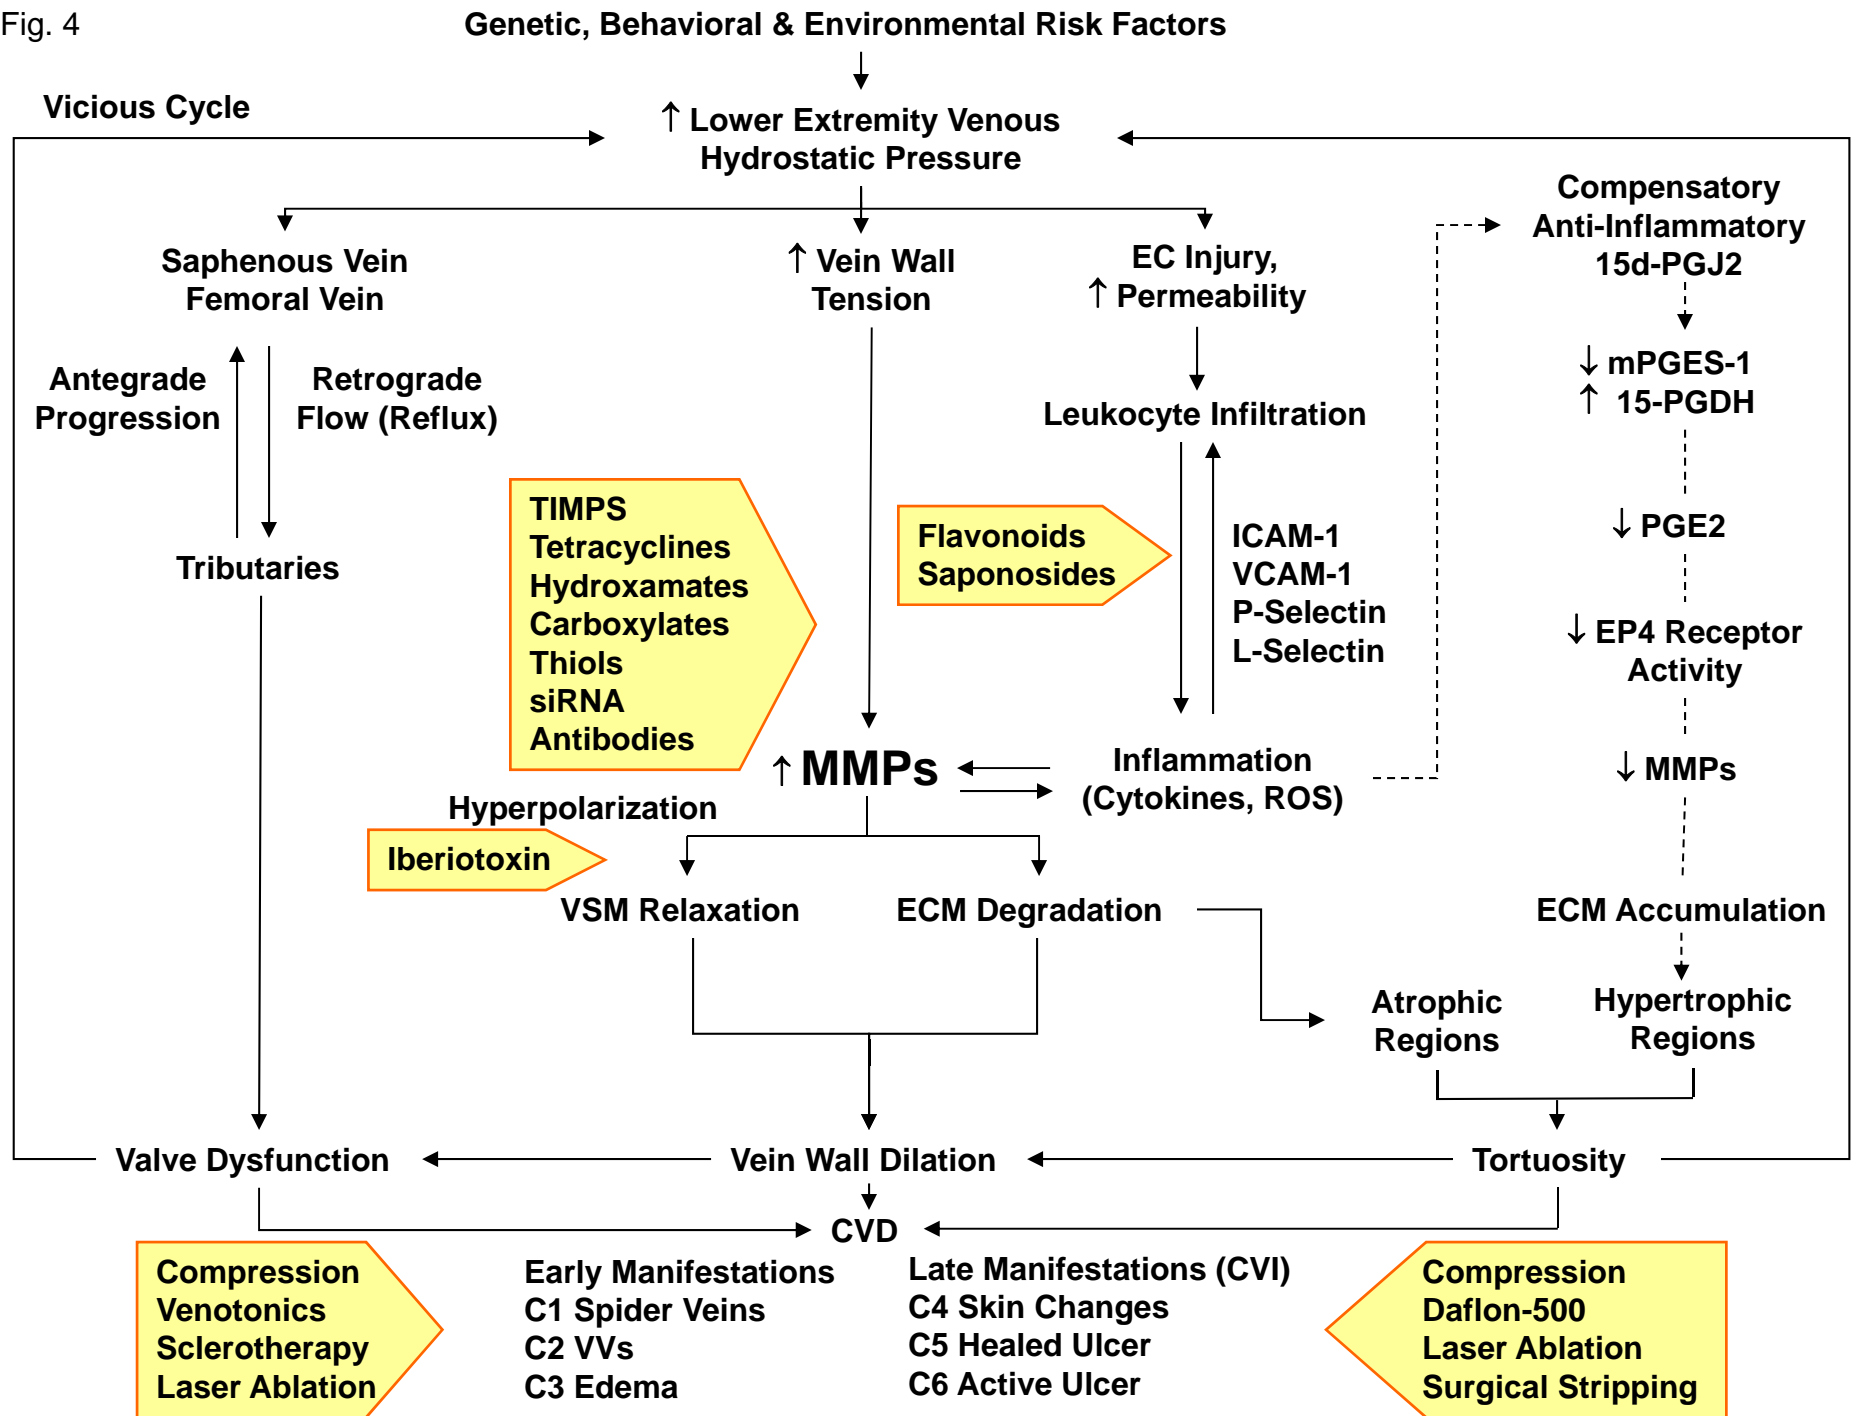 Fig. 4
Genetic, Behavioral & Environmental Risk Factors
Vicious Cycle
↑ Lower Extremity Venous
Hydrostatic Pressure
Saphenous Vein
Femoral Vein
↑ Vein Wall
Tension
EC Injury,
↑ Permeability
Compensatory
Anti-Inflammatory
15d-PGJ2
Antegrade
Progression
Retrograde
Flow (Reflux)
Leukocyte Infiltration
↓ mPGES-1
↑ 15-PGDH
Tributaries
TIMPS
Tetracyclines
Hydroxamates
Carboxylates
Thiols
siRNA
Antibodies
Flavonoids
Saponosides
ICAM-1
VCAM-1
P-Selectin
L-Selectin
↓ PGE2
↓ EP4 Receptor
Activity
↑ MMPs
Inflammation
(Cytokines, ROS)
↓ MMPs
Hyperpolarization
Iberiotoxin
VSM Relaxation
ECM Degradation
ECM Accumulation
Atrophic
Regions
Hypertrophic
Regions
Valve Dysfunction
Vein Wall Dilation
Tortuosity
CVD
Compression
Venotonics
Sclerotherapy
Laser Ablation
Early Manifestations
C1 Spider Veins
C2 VVs
C3 Edema
Late Manifestations (CVI)
C4 Skin Changes
C5 Healed Ulcer
C6 Active Ulcer
Compression
Daflon-500
Laser Ablation
Surgical Stripping